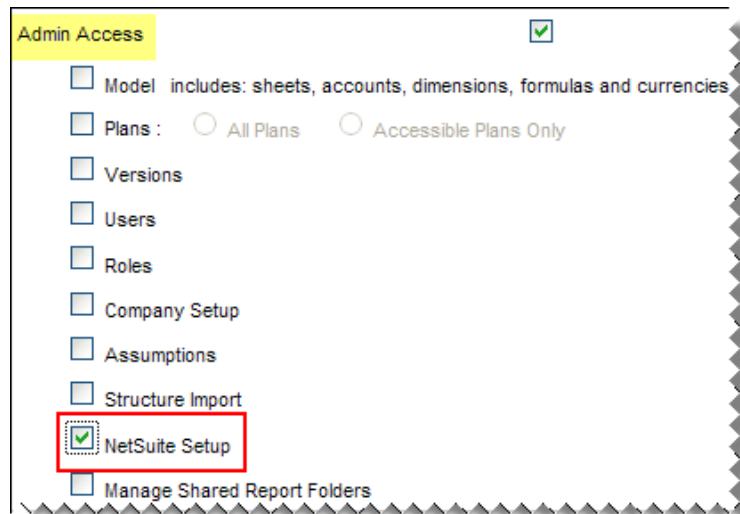 Admin Access
Model includes: sheets, accounts, dimensions, formulas and currencies
Plans : All Plans Accessible Plans Only
Versions
Users
Roles
Company Setup
Assumptions
Structure Import
NetSuite Setup
Manage Shared Report Folders